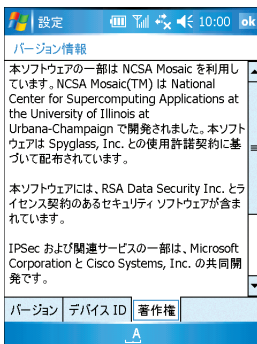 設定 10:00 ok
バージョン情報
本ソフトウェアの一部は NCSA Mosaic を利用し
ています。NCSA Mosaic(TM) は National
Center for Supercomputing Applications at
the University of Illinois at
Urbana-Champaign で開発されました。本ソフト
ウェアは Spyglass, Inc. との使用許諾契約に基
づいて配布されています。
本ソフトウェアには、RSA Data Security Inc. とラ
イセンス契約のあるセキュリティ ソフトウェアが含ま
れています。
IPSec および関連サービスの一部は、Microsoft
Corporation と Cisco Systems, Inc. の共同開
発です。
バージョン デバイス ID 著作権
A